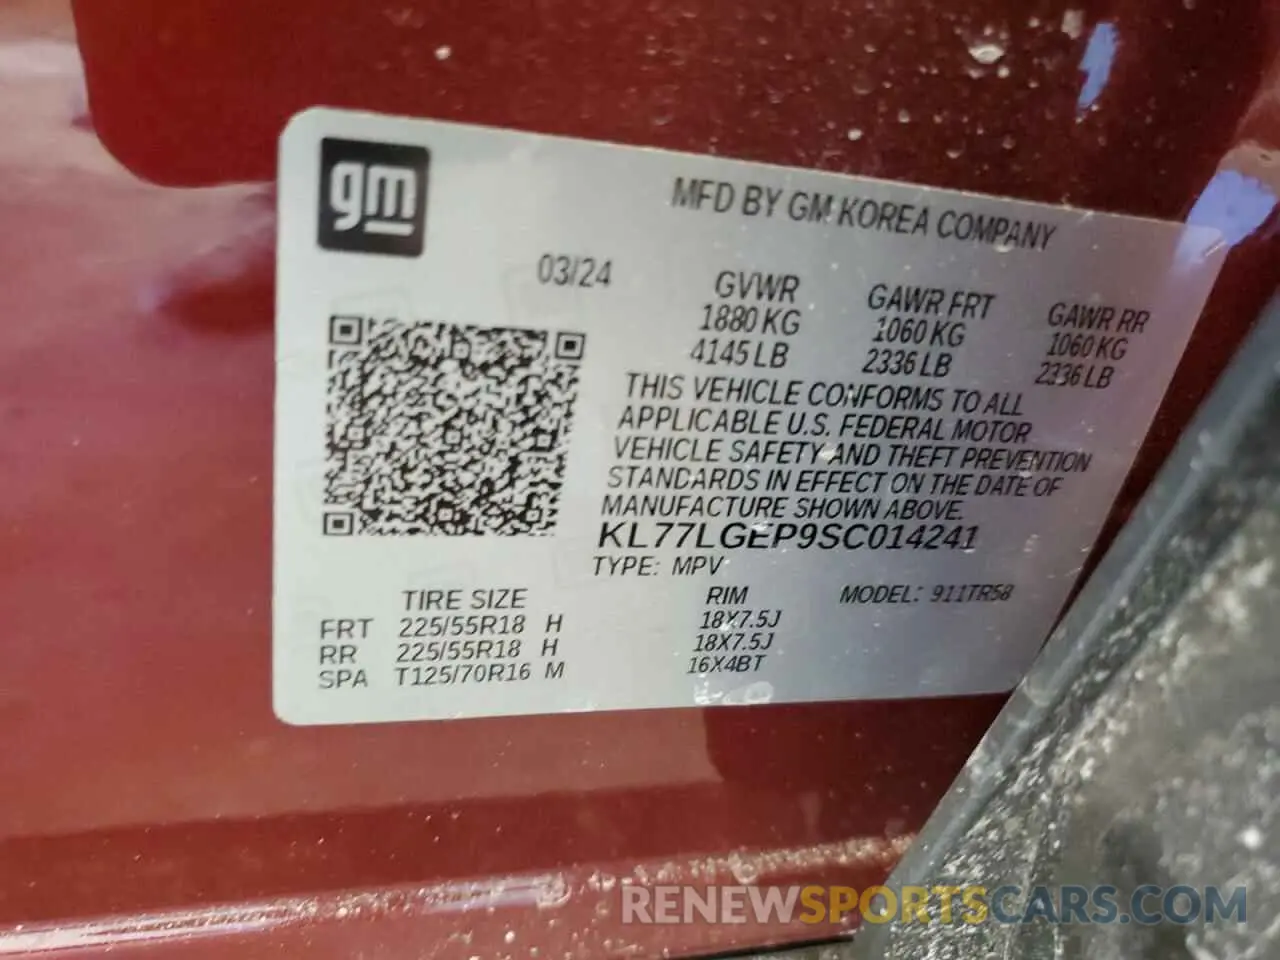 gm
MFD BY GM KOREA COMPANY
03/24
GVWR GAWR FRT GAWR RR
1880 KG 1060 KG 1060 KG
4145 LB 2336 LB 2336 LB
THIS VEHICLE CONFORMS TO ALL
APPLICABLE U.S. FEDERAL MOTOR
VEHICLE SAFETY AND THEFT PREVENTION
STANDARDS IN EFFECT ON THE DATE OF
MANUFACTURE SHOWN ABOVE.
KL77LGEP9SC014241
TYPE: MPV
TIRE SIZE RIM MODEL: 911TR58
FRT 225/55R18 H 18X7.5J
RR 225/55R18 H 18X7.5J
SPA T125/70R16 M 16X4BT
RENEWSPORTSCARS.COM